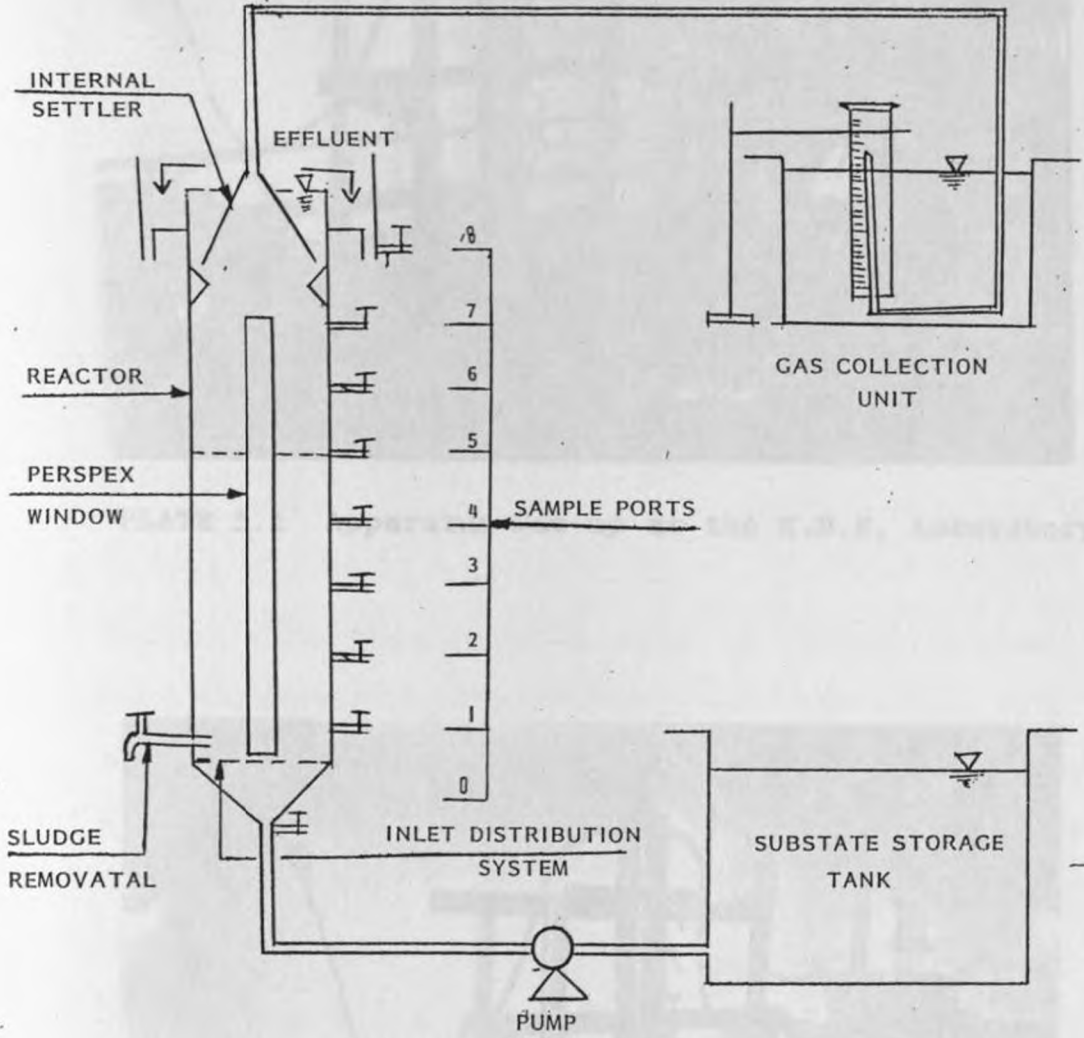 INTERNAL
SETTLER
EFFLUENT
8
7
6
5
4
3
2
1
0
REACTOR
PERSPEX
WINDOW
SAMPLE PORTS
GAS COLLECTION
UNIT
SLUDGE
REMOVATAL
INLET DISTRIBUTION
SYSTEM
SUBSTATE STORAGE
TANK
PUMP